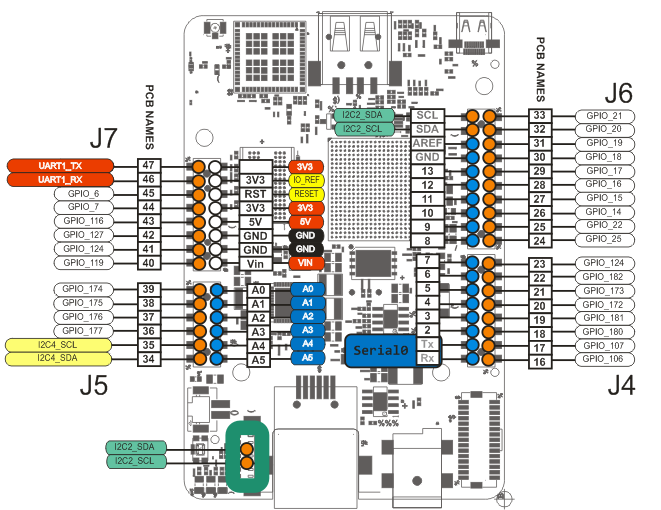 J7
PCB NAMES
UART1_TX 47 3V3
UART1_RX 46 3V3 IO_REF
GPIO_6 45 RST RESET
GPIO_7 44 3V3 3V3
GPIO_116 43 5V 5V
GPIO_127 42 GND GND
GPIO_124 41 GND GND
GPIO_119 40 Vin VIN
GPIO_174 39 A0 A0
GPIO_175 38 A1 A1
GPIO_176 37 A2 A2
GPIO_177 36 A3 A3
I2C4_SCL 35 A4 A4
I2C4_SDA 34 A5 A5
J5
I2C2_SDA
I2C2_SCL
PCB NAMES
J6
I2C2_SDA SCL 33 GPIO_21
I2C2_SCL SDA 32 GPIO_20
AREF 31 GPIO_19
GND 30 GPIO_18
13 29 GPIO_17
12 28 GPIO_16
11 27 GPIO_15
10 26 GPIO_14
9 25 GPIO_22
8 24 GPIO_25
7 23 GPIO_124
6 22 GPIO_182
5 21 GPIO_173
4 20 GPIO_172
3 19 GPIO_181
2 18 GPIO_180
Serial0
Tx 17 GPIO_107
Rx 16 GPIO_106
J4
%%%